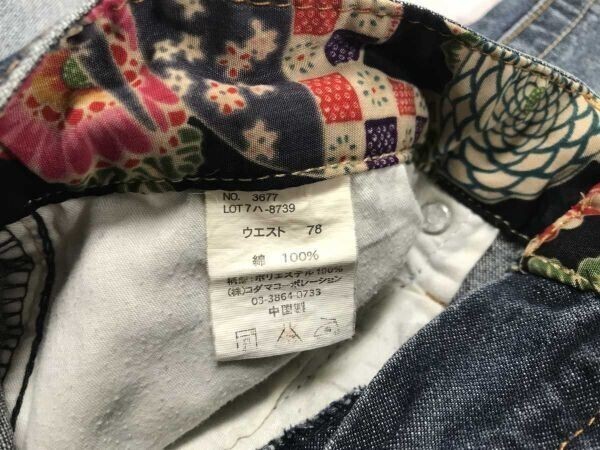 NO. 3677
LOT7ハ-8739
ウエスト 78
綿 100%
柄型:ポリエステル100%
(株)コダマコーポレーション
03-3864-0733
中国製